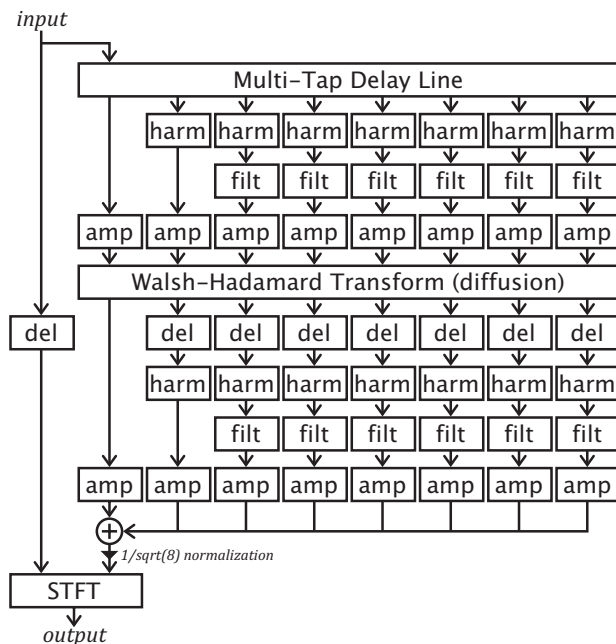 input
Multi-Tap Delay Line
harm harm harm harm harm harm harm
filt filt filt filt filt filt
amp amp amp amp amp amp amp amp
Walsh-Hadamard Transform (diffusion)
del del del del del del del del
harm harm harm harm harm harm harm
filt filt filt filt filt filt
amp amp amp amp amp amp amp amp
+
1/sqrt(8) normalization
STFT
output